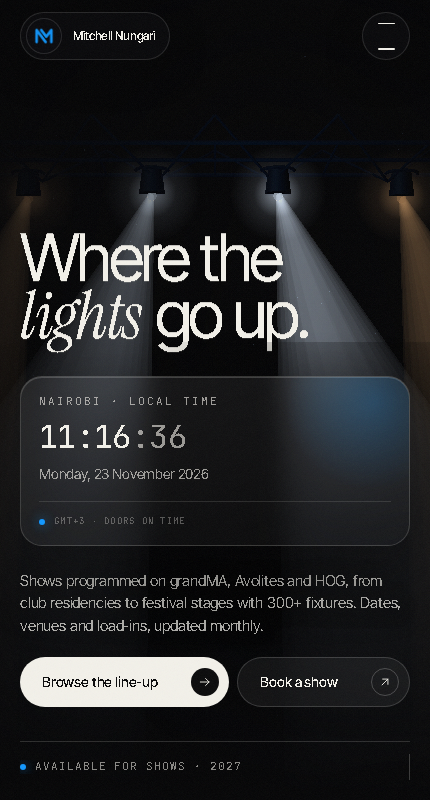 Mitchell Nungari
Where the
lights go up.
NAIROBI · LOCAL TIME
11:16:36
Monday, 23 November 2026
GMT+3 · DOORS ON TIME
Shows programmed on grandMA, Avolites and HOG, from
club residencies to festival stages with 300+ fixtures. Dates,
venues and load-ins, updated monthly.
Browse the line-up
Book a show
AVAILABLE FOR SHOWS · 2027